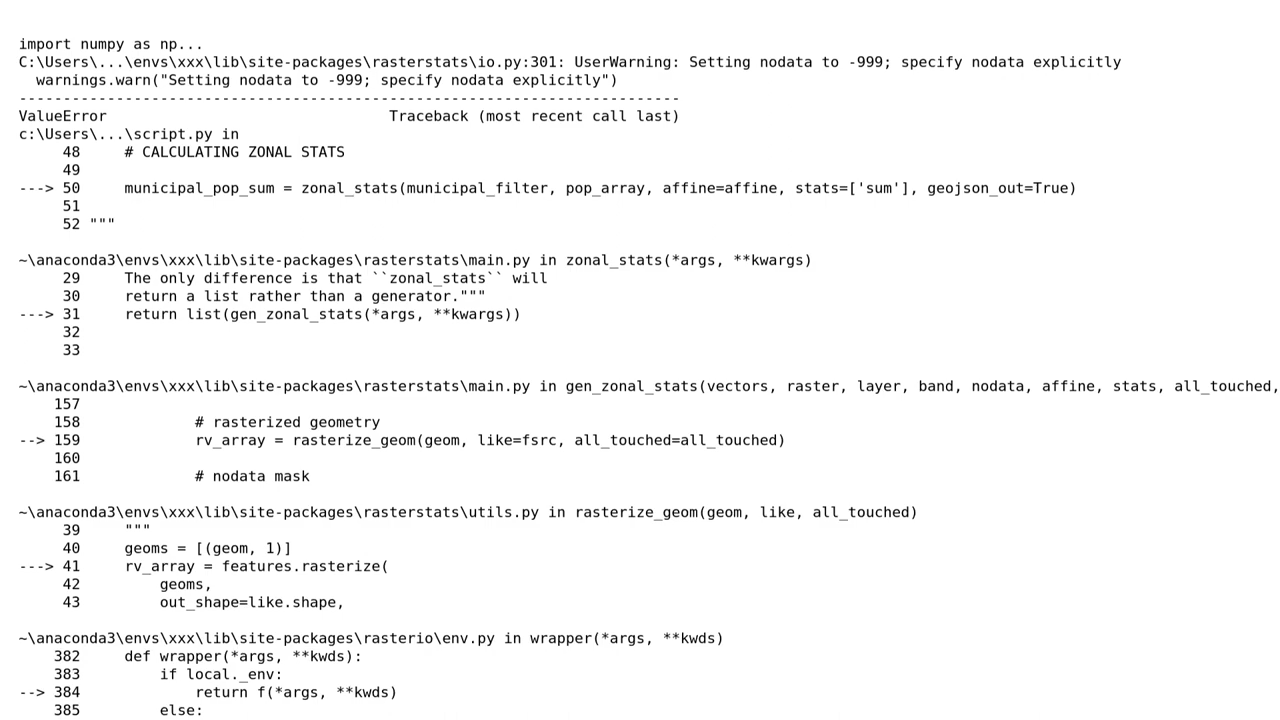 import numpy as np...
C:\Users\...\envs\xxx\lib\site-packages\rasterstats\io.py:301: UserWarning: Setting nodata to -999; specify nodata explicitly
  warnings.warn("Setting nodata to -999; specify nodata explicitly")
---------------------------------------------------------------------------
ValueError                                Traceback (most recent call last)
c:\Users\...\script.py in
     48     # CALCULATING ZONAL STATS
     49
---> 50     municipal_pop_sum = zonal_stats(municipal_filter, pop_array, affine=affine, stats=['sum'], geojson_out=True)
     51
     52 """

~\anaconda3\envs\xxx\lib\site-packages\rasterstats\main.py in zonal_stats(*args, **kwargs)
     29     The only difference is that ``zonal_stats`` will
     30     return a list rather than a generator."""
---> 31     return list(gen_zonal_stats(*args, **kwargs))
     32
     33

~\anaconda3\envs\xxx\lib\site-packages\rasterstats\main.py in gen_zonal_stats(vectors, raster, layer, band, nodata, affine, stats, all_touched,
    157
    158             # rasterized geometry
--> 159             rv_array = rasterize_geom(geom, like=fsrc, all_touched=all_touched)
    160
    161             # nodata mask

~\anaconda3\envs\xxx\lib\site-packages\rasterstats\utils.py in rasterize_geom(geom, like, all_touched)
     39     """
     40     geoms = [(geom, 1)]
---> 41     rv_array = features.rasterize(
     42         geoms,
     43         out_shape=like.shape,

~\anaconda3\envs\xxx\lib\site-packages\rasterio\env.py in wrapper(*args, **kwds)
    382     def wrapper(*args, **kwds):
    383         if local._env:
--> 384             return f(*args, **kwds)
    385         else: